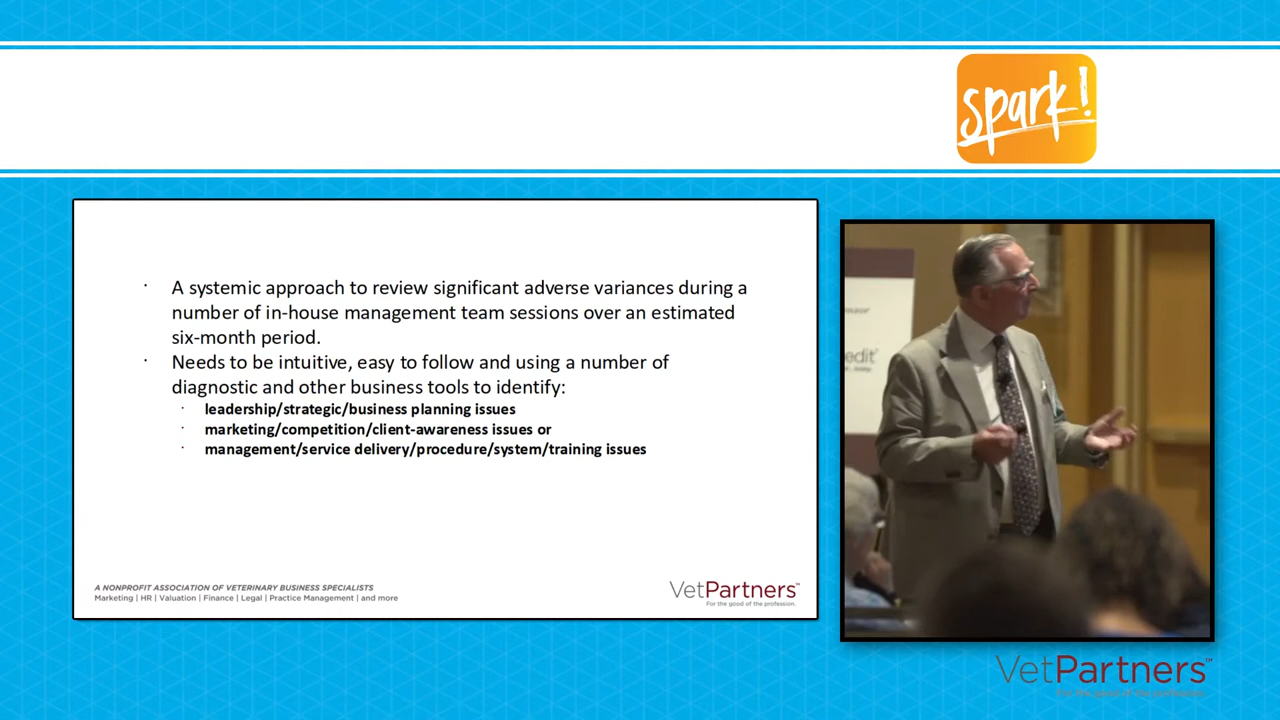 spark!
· A systemic approach to review significant adverse variances during a
number of in-house management team sessions over an estimated
six-month period.
· Needs to be intuitive, easy to follow and using a number of
diagnostic and other business tools to identify:
· leadership/strategic/business planning issues
· marketing/competition/client-awareness issues or
· management/service delivery/procedure/system/training issues
A NONPROFIT ASSOCIATION OF VETERINARY BUSINESS SPECIALISTS
Marketing | HR | Valuation | Finance | Legal | Practice Management | and more
VetPartners™
For the good of the profession.
edit
VetPartners™
For the good of the profession.